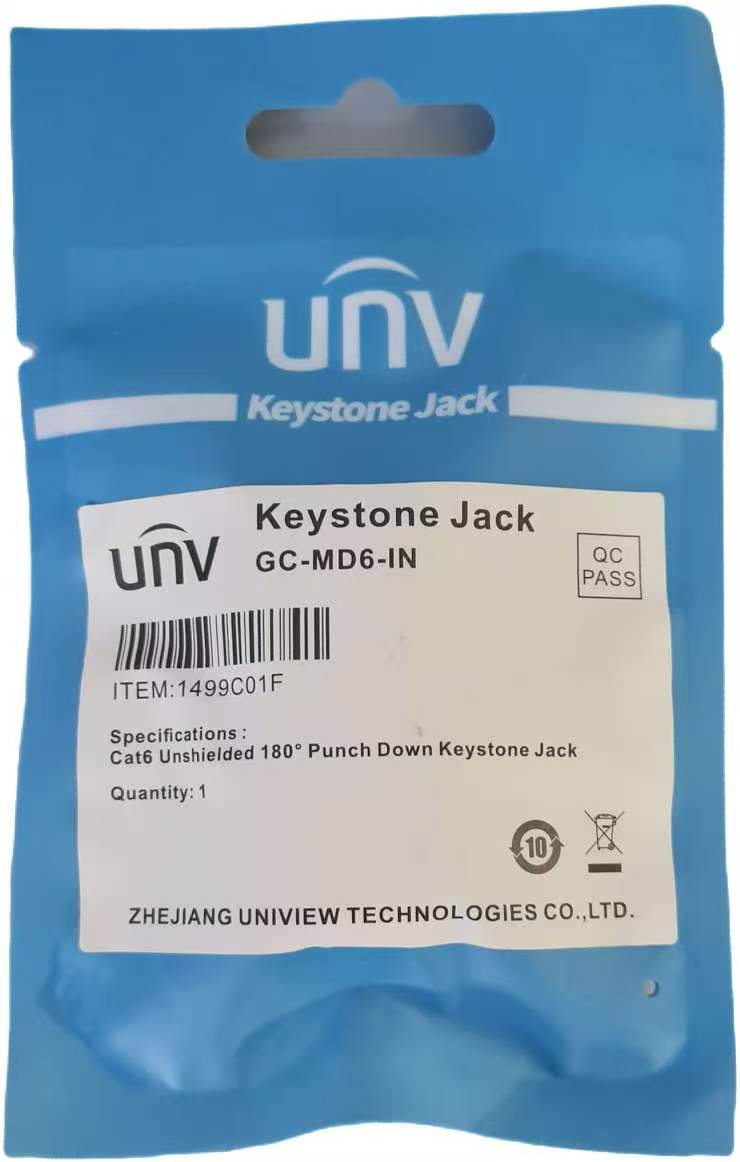 unv
Keystone Jack
unv
Keystone Jack
GC-MD6-IN
QC
PASS
ITEM:1499C01F
Specifications :
Cat6 Unshielded 180° Punch Down Keystone Jack
Quantity: 1
10
ZHEJIANG UNIVIEW TECHNOLOGIES CO.,LTD.